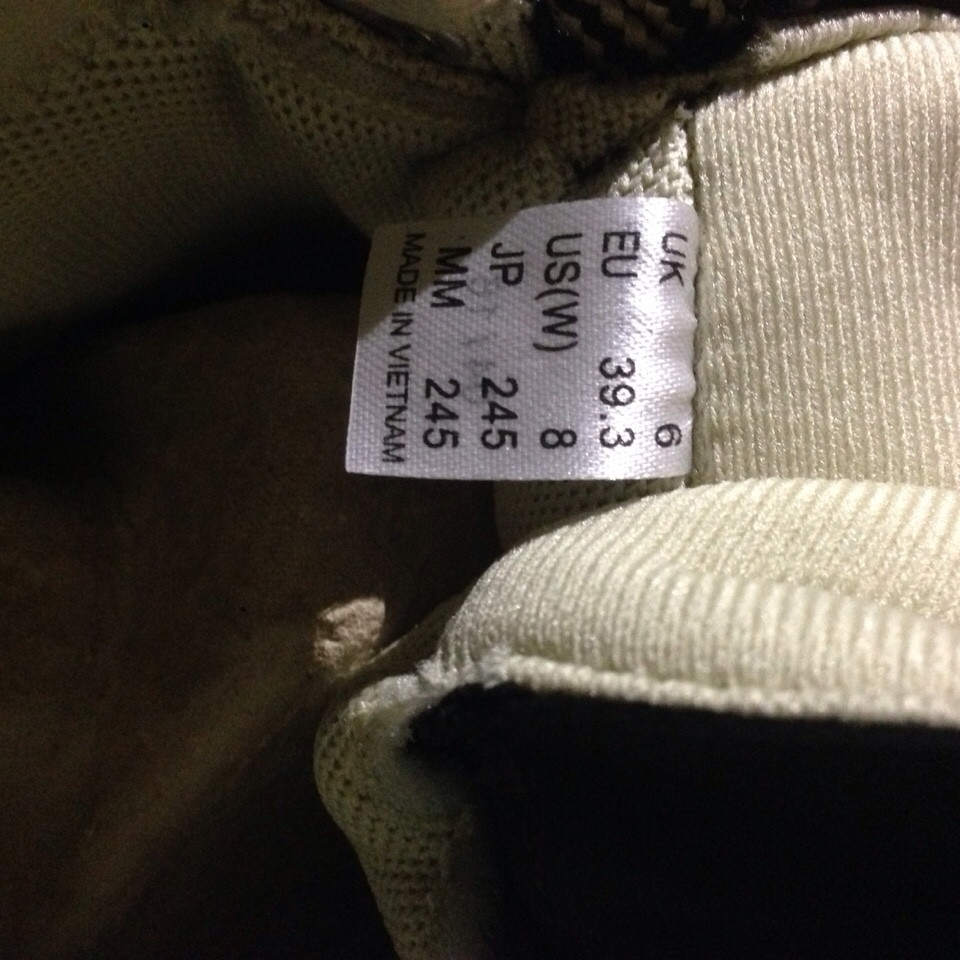 UK 6
EU 39.3
US(W) 8
JP 245
MM 245
MADE IN VIETNAM